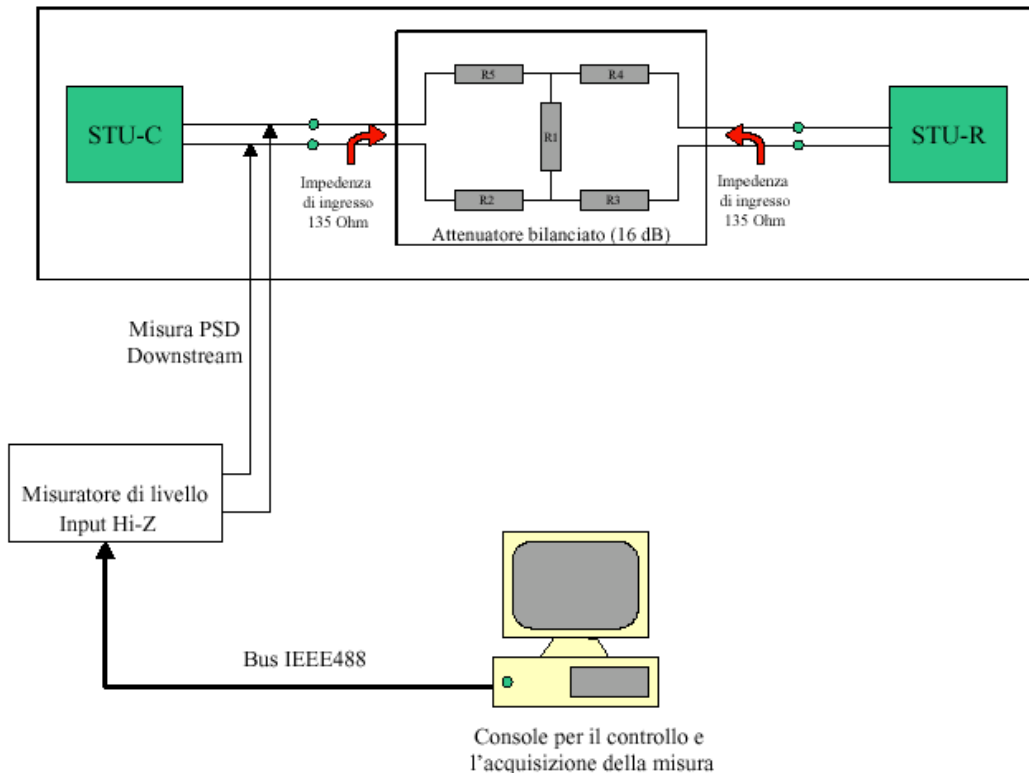 STU-C
R5
R4
R1
R2
R3
STU-R
Impedenza
di ingresso
135 Ohm
Impedenza
di ingresso
135 Ohm
Attenuatore bilanciato (16 dB)
Misura PSD
Downstream
Misuratore di livello
Input Hi-Z
Bus IEEE488
Console per il controllo e
l'acquisizione della misura